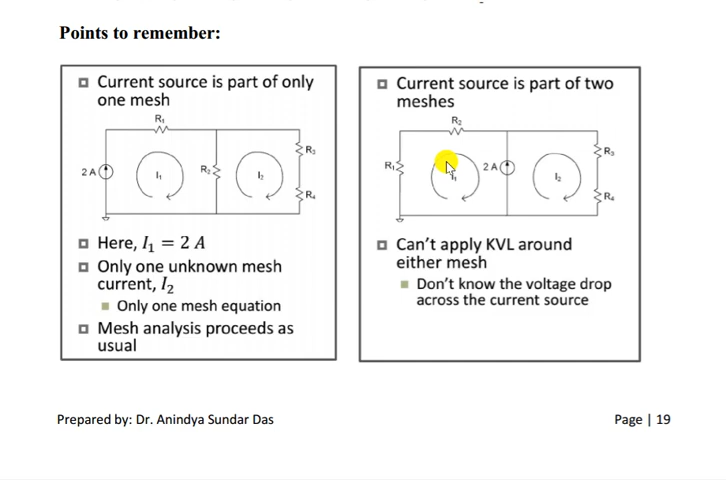 Points to remember:
Current source is part of only
one mesh
R₁
2 A
I₁
R₂
I₂
R₃
R₄
Here, I₁ = 2 A
Only one unknown mesh
current, I₂
Only one mesh equation
Mesh analysis proceeds as
usual
Current source is part of two
meshes
R₂
R₁
I₁
2 A
I₂
R₃
R₄
Can't apply KVL around
either mesh
Don't know the voltage drop
across the current source
Prepared by: Dr. Anindya Sundar Das
Page | 19